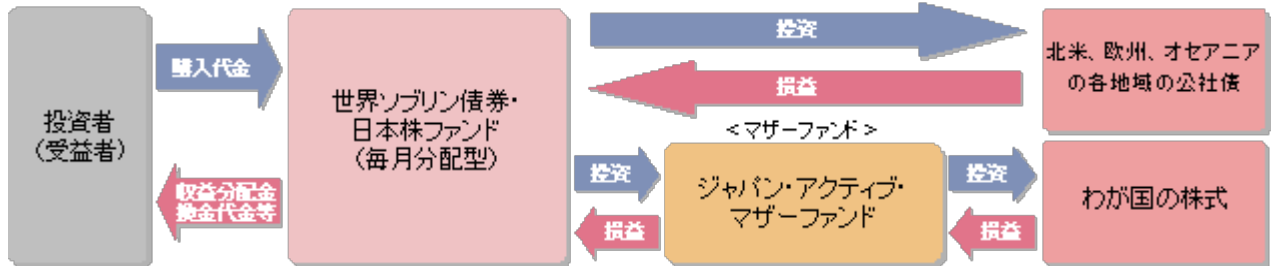 投資者
(受益者)
購入代金
収益分配金
換金代金等
世界ソブリン債券・
日本株ファンド
(毎月分配型)
投資
損益
北米、欧州、オセアニア
の各地域の公社債
<マザーファンド>
投資
損益
ジャパン・アクティブ・
マザーファンド
投資
損益
わが国の株式